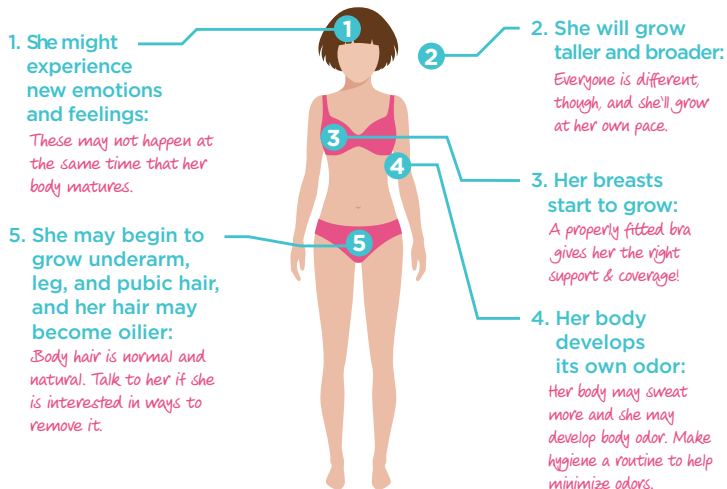 1. She might
experience
new emotions
and feelings:
These may not happen at
the same time that her
body matures.
5. She may begin to
grow underarm,
leg, and pubic hair,
and her hair may
become oilier:
Body hair is normal and
natural. Talk to her if she
is interested in ways to
remove it.
1
2
3
4
5
2. She will grow
taller and broader:
Everyone is different,
though, and she'll grow
at her own pace.
3. Her breasts
start to grow:
A properly fitted bra
gives her the right
support & coverage!
4. Her body
develops
its own odor:
Her body may sweat
more and she may
develop body odor. Make
hygiene a routine to help
minimize odors.